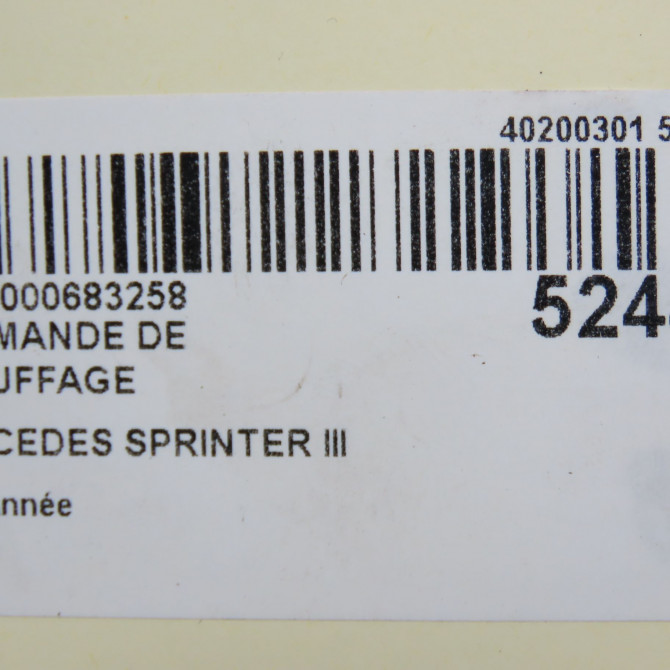 40200301 5
000683258
524
MANDE DE
UFFAGE
CEDES SPRINTER III
nnée